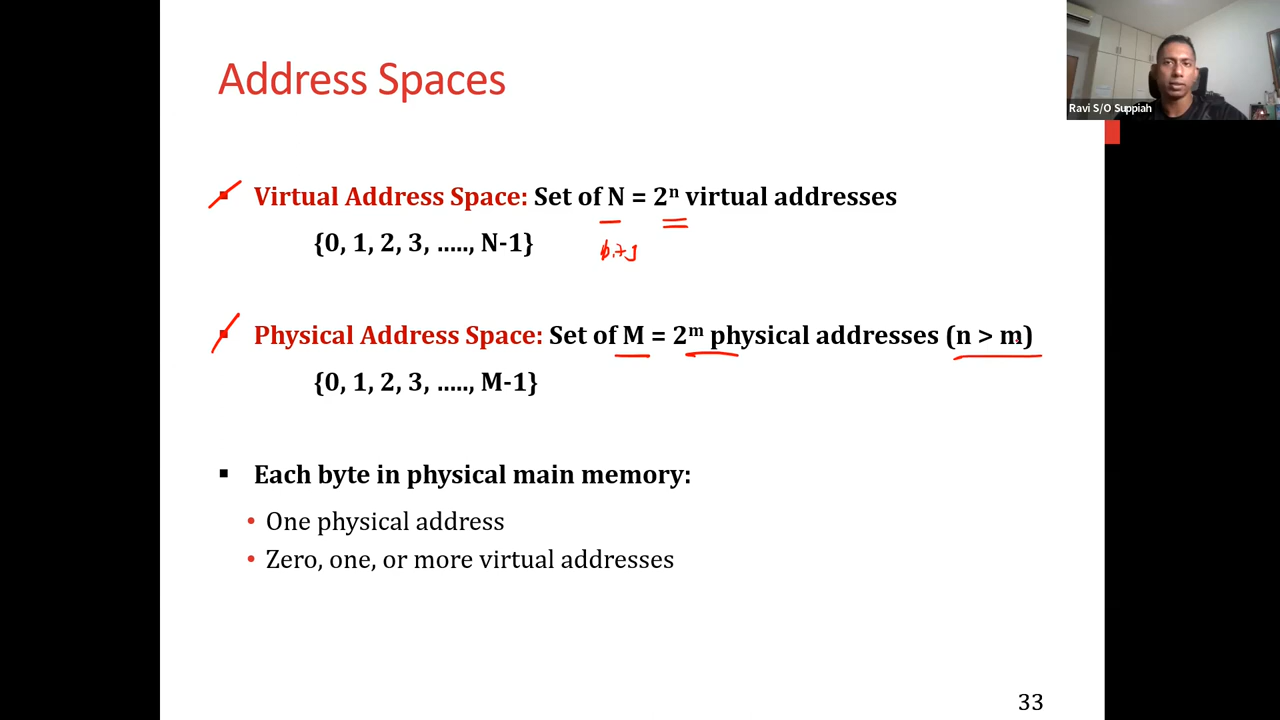 Address Spaces
Ravi S/O Suppiah
▪ Virtual Address Space: Set of N = 2ⁿ virtual addresses
{0, 1, 2, 3, ....., N-1}
bits
▪ Physical Address Space: Set of M = 2ᵐ physical addresses (n > m)
{0, 1, 2, 3, ....., M-1}
▪ Each byte in physical main memory:
• One physical address
• Zero, one, or more virtual addresses
33